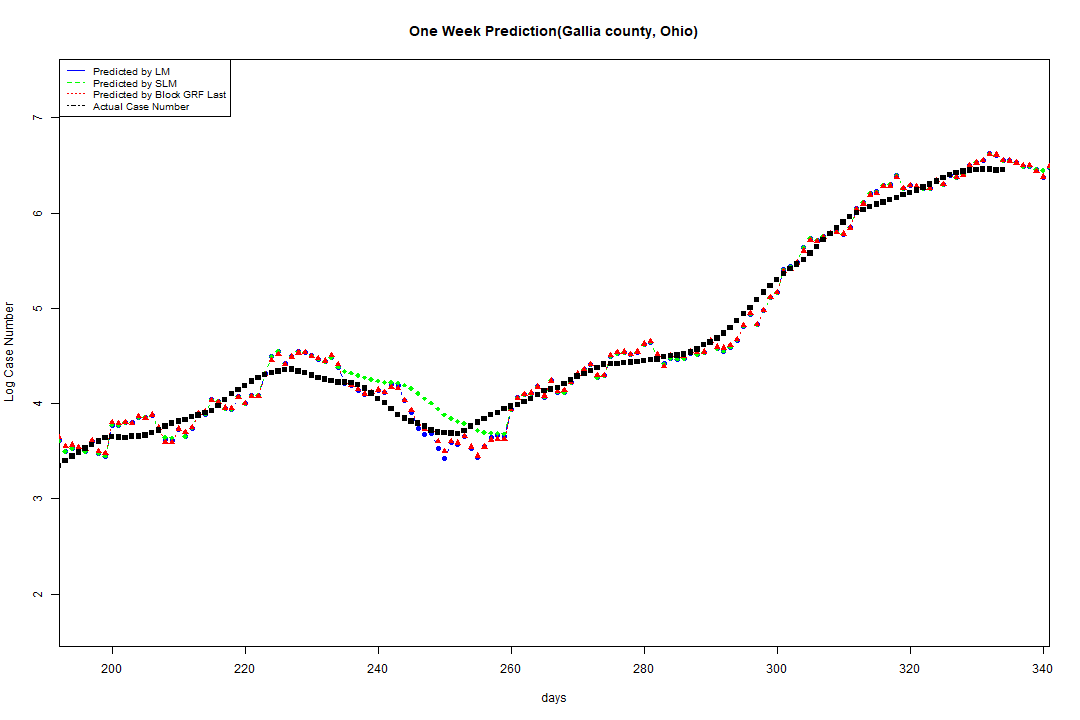 One Week Prediction(Gallia county, Ohio)
Predicted by LM
Predicted by SLM
Predicted by Block GRF Last
Actual Case Number
7
6
5
4
3
2
Log Case Number
200 220 240 260 280 300 320 340
days